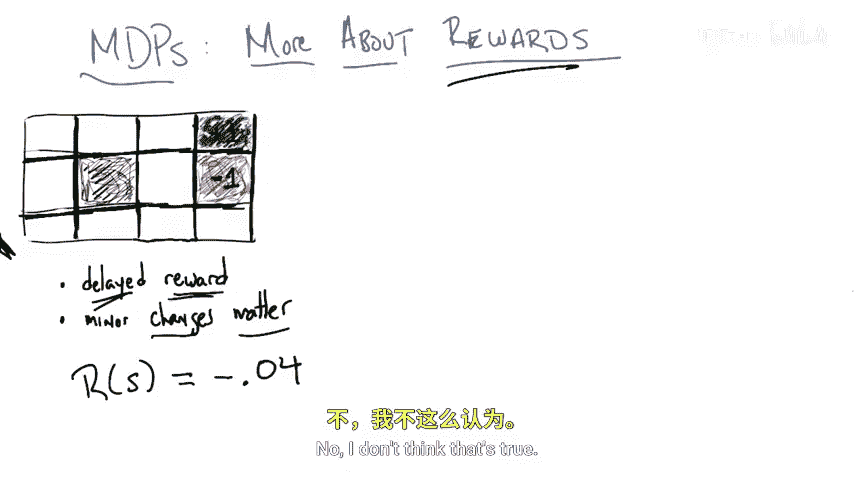 MDPs: More About Rewards
-1
• delayed reward
• minor changes matter
R(s) = -.04
不，我不这么认为。
No, I don't think that's true.